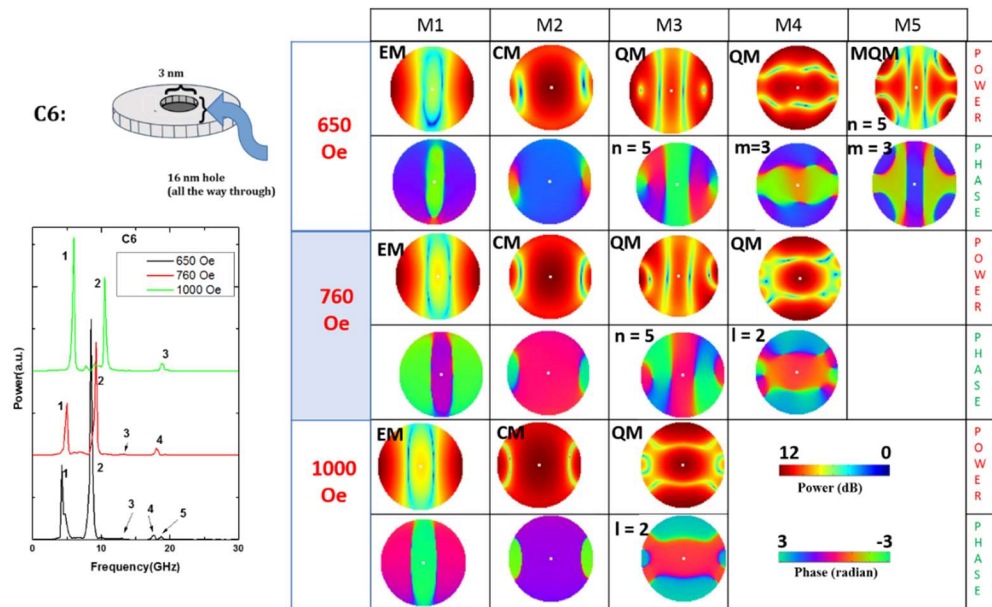 M1 M2 M3 M4 M5
C6:
3 nm
16 nm hole
(all the way through)
650
Oe
EM CM QM QM MQM
n = 5
POWER
n = 5 m=3 m = 3
PHASE
760
Oe
EM CM QM QM
POWER
n = 5 l = 2
PHASE
1000
Oe
EM CM QM
POWER
l = 2
PHASE
12 0
Power (dB)
3 -3
Phase (radian)
C6
650 Oe
760 Oe
1000 Oe
1 2 3
1 2 3 4
1 2 3 4 5
Power(a.u.)
0 10 20 30
Frequency(GHz)